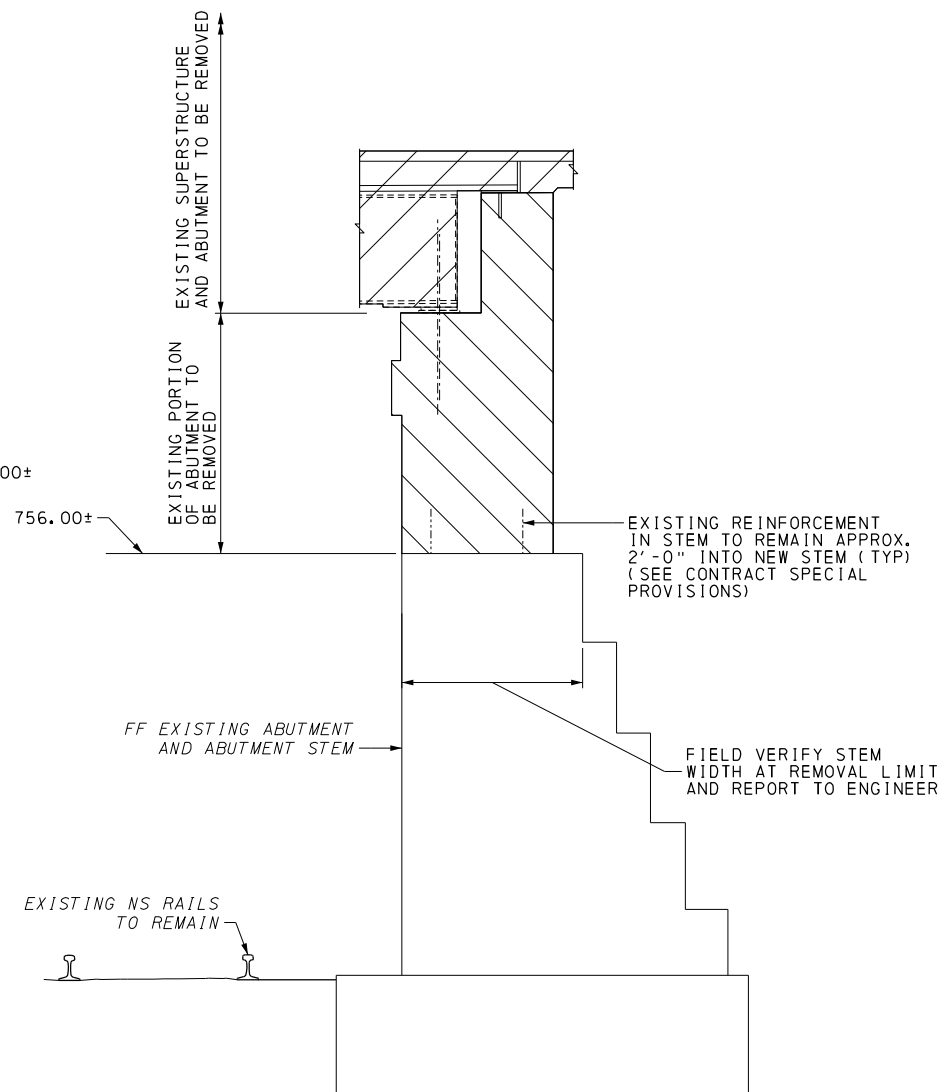 EXISTING SUPERSTRUCTURE
AND ABUTMENT TO BE REMOVED
EXISTING PORTION
OF ABUTMENT TO
BE REMOVED
00±
756.00±
EXISTING REINFORCEMENT
IN STEM TO REMAIN APPROX.
2'-0" INTO NEW STEM (TYP)
(SEE CONTRACT SPECIAL
PROVISIONS)
FF EXISTING ABUTMENT
AND ABUTMENT STEM
FIELD VERIFY STEM
WIDTH AT REMOVAL LIMIT
AND REPORT TO ENGINEER
EXISTING NS RAILS
TO REMAIN